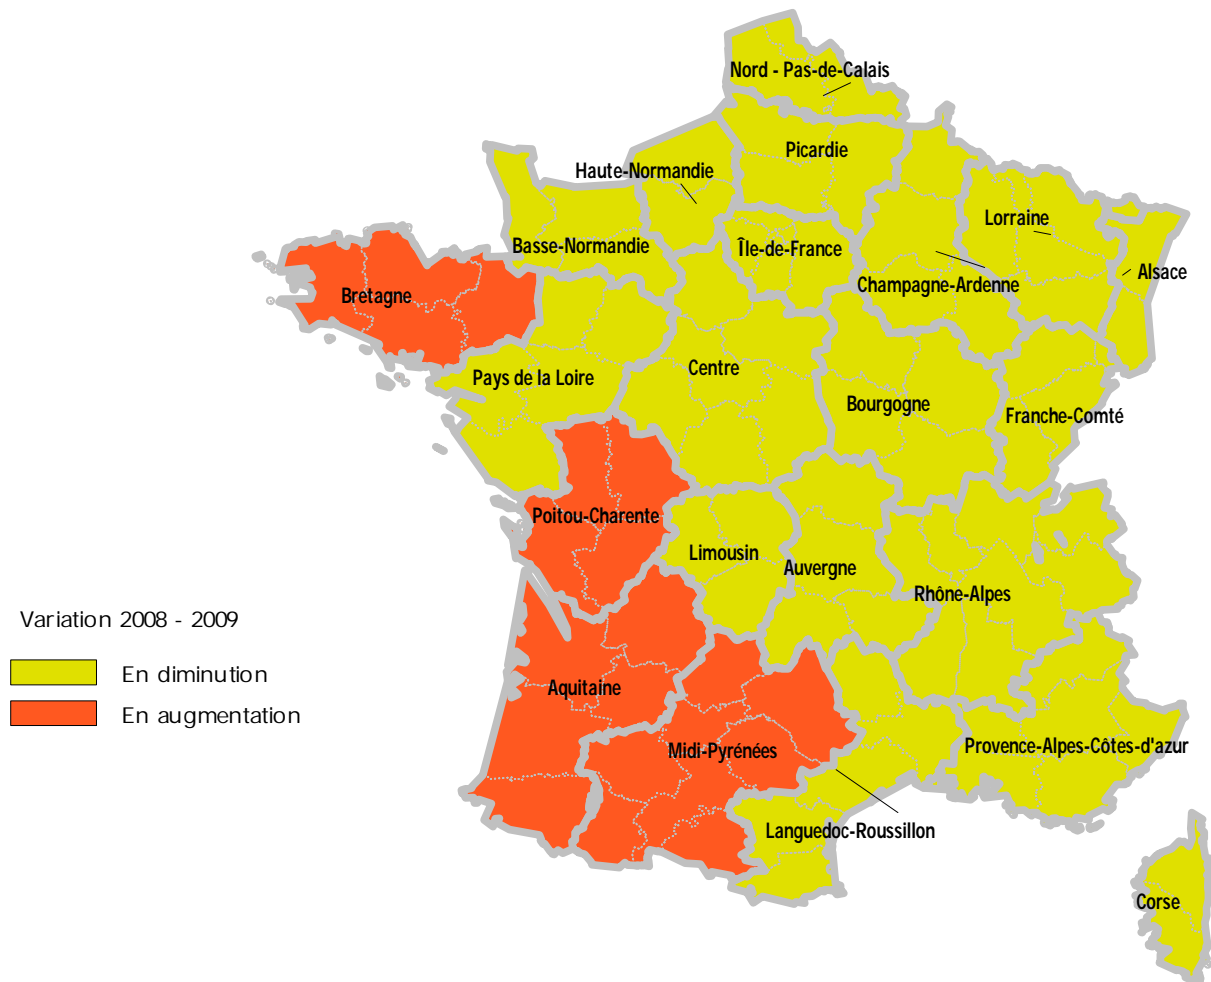 Nord - Pas-de-Calais
Picardie
Haute-Normandie
Lorraine
Basse-Normandie
Île-de-France
Alsace
Champagne-Ardenne
Bretagne
Centre
Pays de la Loire
Bourgogne
Franche-Comté
Poitou-Charente
Limousin
Auvergne
Rhône-Alpes
Variation 2008 - 2009
En diminution
En augmentation
Aquitaine
Midi-Pyrénées
Provence-Alpes-Côtes-d'azur
Languedoc-Roussillon
Corse